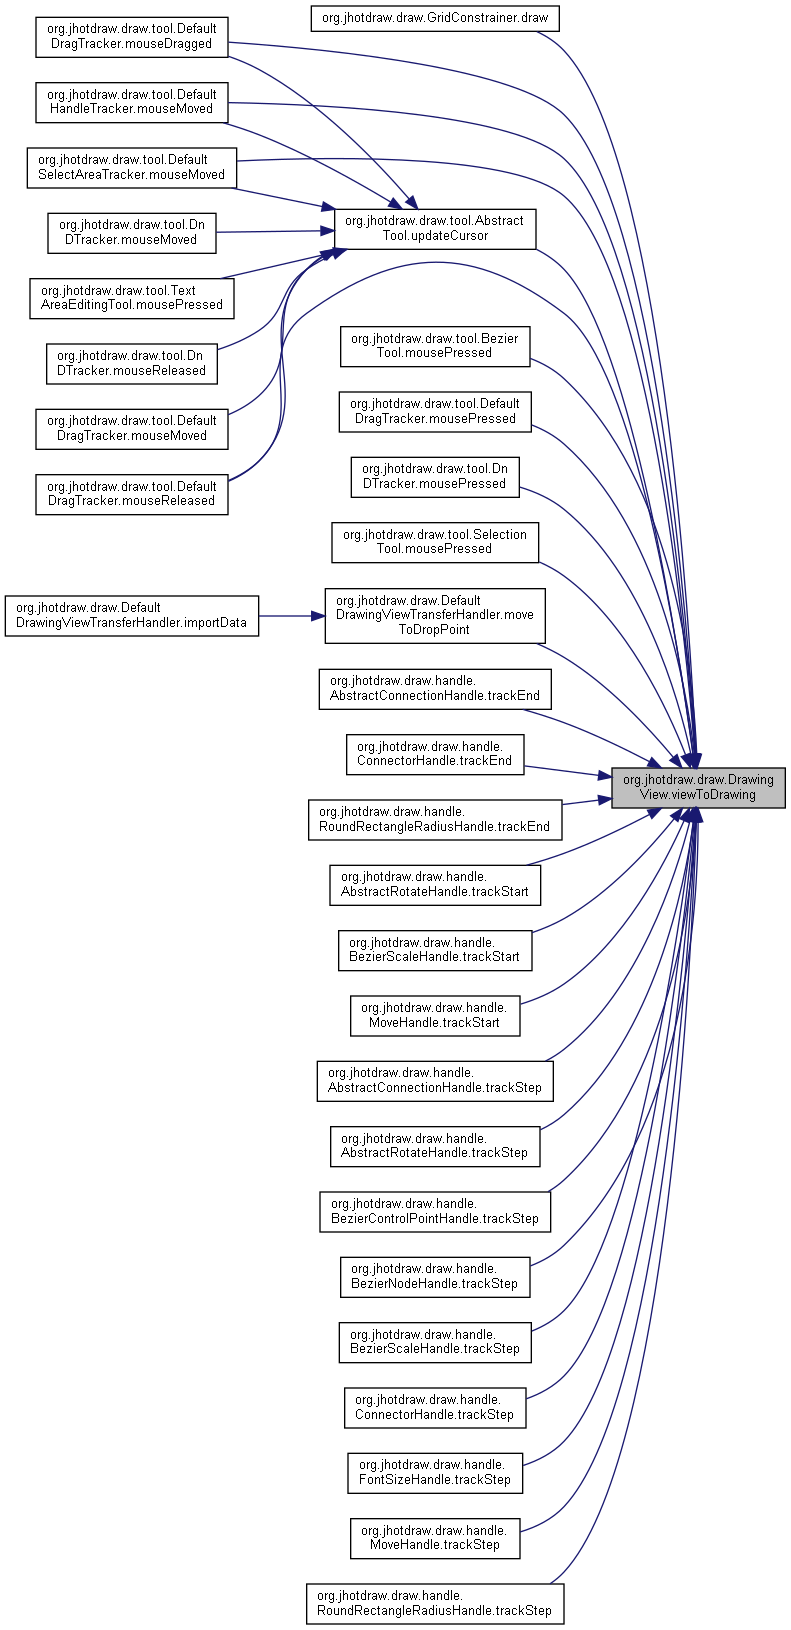 org.jhotdraw.draw.GridConstrainer.draw
org.jhotdraw.draw.tool.Default
DragTracker.mouseDragged
org.jhotdraw.draw.tool.Default
HandleTracker.mouseMoved
org.jhotdraw.draw.tool.Default
SelectAreaTracker.mouseMoved
org.jhotdraw.draw.tool.Dn
DTracker.mouseMoved
org.jhotdraw.draw.tool.Abstract
Tool.updateCursor
org.jhotdraw.draw.tool.Text
AreaEditingTool.mousePressed
org.jhotdraw.draw.tool.Dn
DTracker.mouseReleased
org.jhotdraw.draw.tool.Default
DragTracker.mouseMoved
org.jhotdraw.draw.tool.Default
DragTracker.mouseReleased
org.jhotdraw.draw.tool.Bezier
Tool.mousePressed
org.jhotdraw.draw.tool.Default
DragTracker.mousePressed
org.jhotdraw.draw.tool.Dn
DTracker.mousePressed
org.jhotdraw.draw.tool.Selection
Tool.mousePressed
org.jhotdraw.draw.Default
DrawingViewTransferHandler.importData
org.jhotdraw.draw.Default
DrawingViewTransferHandler.move
ToDropPoint
org.jhotdraw.draw.handle.
AbstractConnectionHandle.trackEnd
org.jhotdraw.draw.handle.
ConnectorHandle.trackEnd
org.jhotdraw.draw.Drawing
View.viewToDrawing
org.jhotdraw.draw.handle.
RoundRectangleRadiusHandle.trackEnd
org.jhotdraw.draw.handle.
AbstractRotateHandle.trackStart
org.jhotdraw.draw.handle.
BezierScaleHandle.trackStart
org.jhotdraw.draw.handle.
MoveHandle.trackStart
org.jhotdraw.draw.handle.
AbstractConnectionHandle.trackStep
org.jhotdraw.draw.handle.
AbstractRotateHandle.trackStep
org.jhotdraw.draw.handle.
BezierControlPointHandle.trackStep
org.jhotdraw.draw.handle.
BezierNodeHandle.trackStep
org.jhotdraw.draw.handle.
BezierScaleHandle.trackStep
org.jhotdraw.draw.handle.
ConnectorHandle.trackStep
org.jhotdraw.draw.handle.
FontSizeHandle.trackStep
org.jhotdraw.draw.handle.
MoveHandle.trackStep
org.jhotdraw.draw.handle.
RoundRectangleRadiusHandle.trackStep